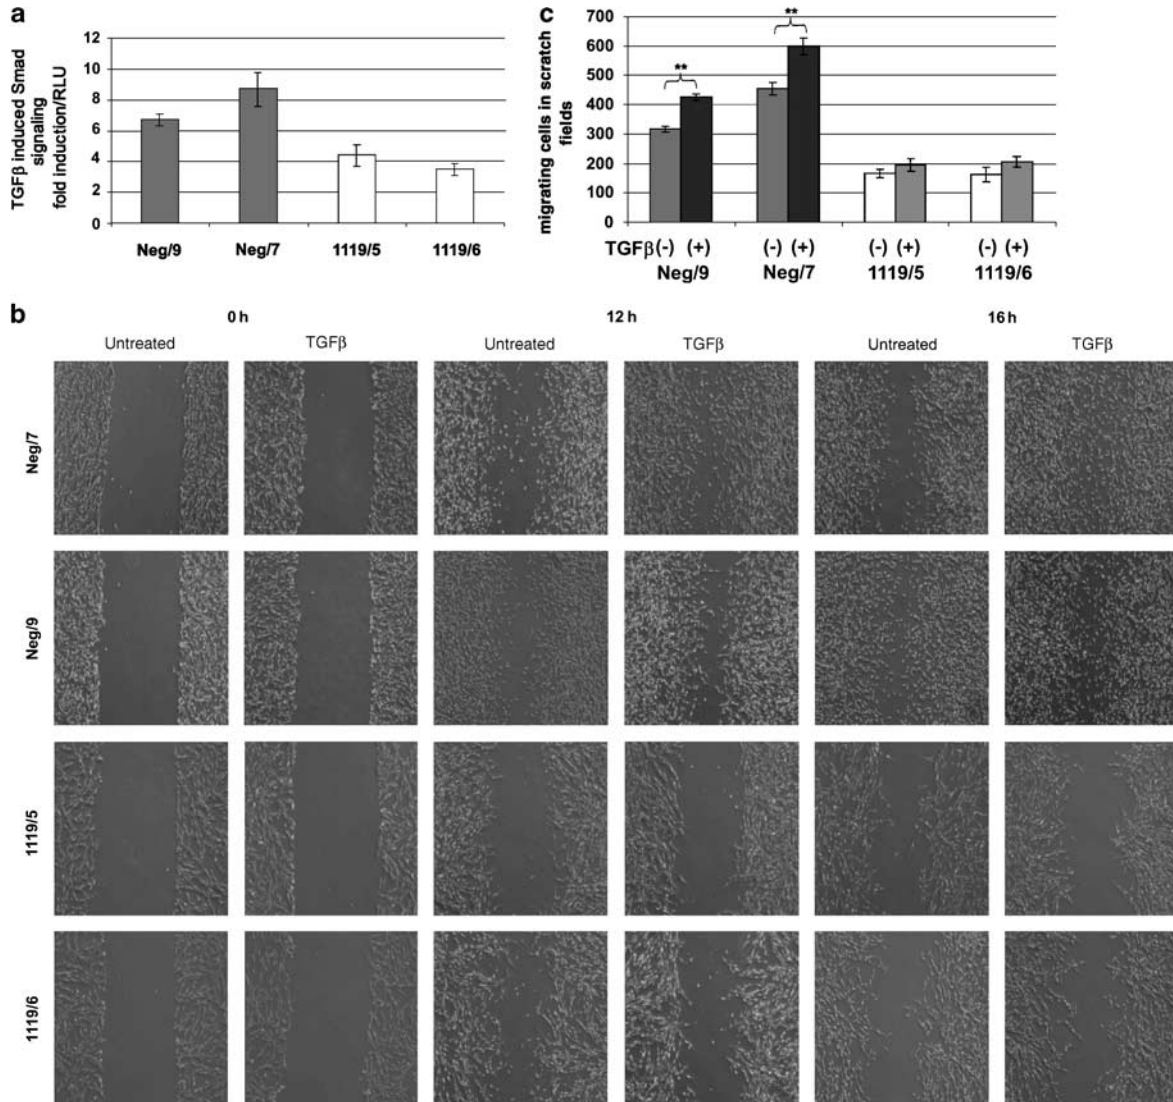 a
TGFβ induced Smad
signaling
fold induction/RLU
12
10
8
6
4
2
0
Neg/9 Neg/7 1119/5 1119/6
c
migrating cells in scratch
fields
700
600
500
400
300
200
100
0
**
**
TGFβ (-) (+) (-) (+) (-) (+) (-) (+)
Neg/9 Neg/7 1119/5 1119/6
b
0 h 12 h 16 h
Untreated TGFβ Untreated TGFβ Untreated TGFβ
Neg/7
Neg/9
1119/5
1119/6